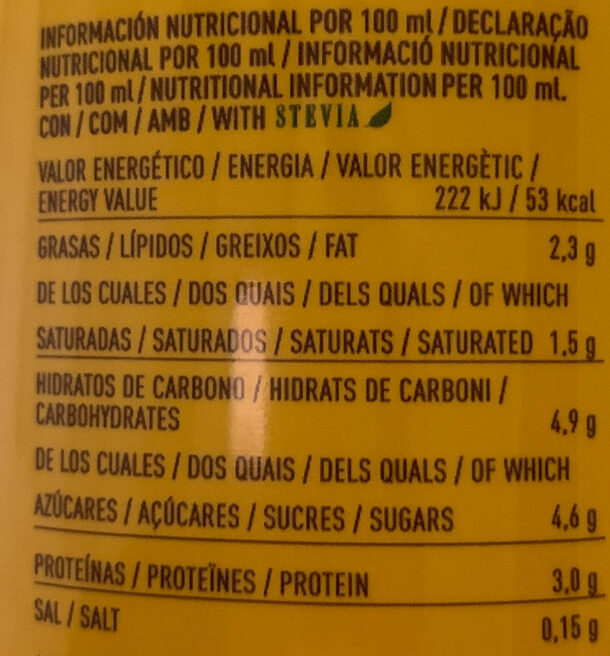 INFORMACIÓN NUTRICIONAL POR 100 ml / DECLARAÇÃO
NUTRICIONAL POR 100 ml / INFORMACIÓ NUTRICIONAL
PER 100 ml / NUTRITIONAL INFORMATION PER 100 ml.
CON / COM / AMB / WITH STEVIA
VALOR ENERGÉTICO / ENERGIA / VALOR ENERGÈTIC /
ENERGY VALUE 222 kJ / 53 kcal
GRASAS / LÍPIDOS / GREIXOS / FAT 2,3 g
DE LOS CUALES / DOS QUAIS / DELS QUALS / OF WHICH
SATURADAS / SATURADOS / SATURATS / SATURATED 1,5 g
HIDRATOS DE CARBONO / HIDRATS DE CARBONI /
CARBOHYDRATES 4,9 g
DE LOS CUALES / DOS QUAIS / DELS QUALS / OF WHICH
AZÚCARES / AÇÚCARES / SUCRES / SUGARS 4,6 g
PROTEÍNAS / PROTEÏNES / PROTEIN 3,0 g
SAL / SALT 0,15 g